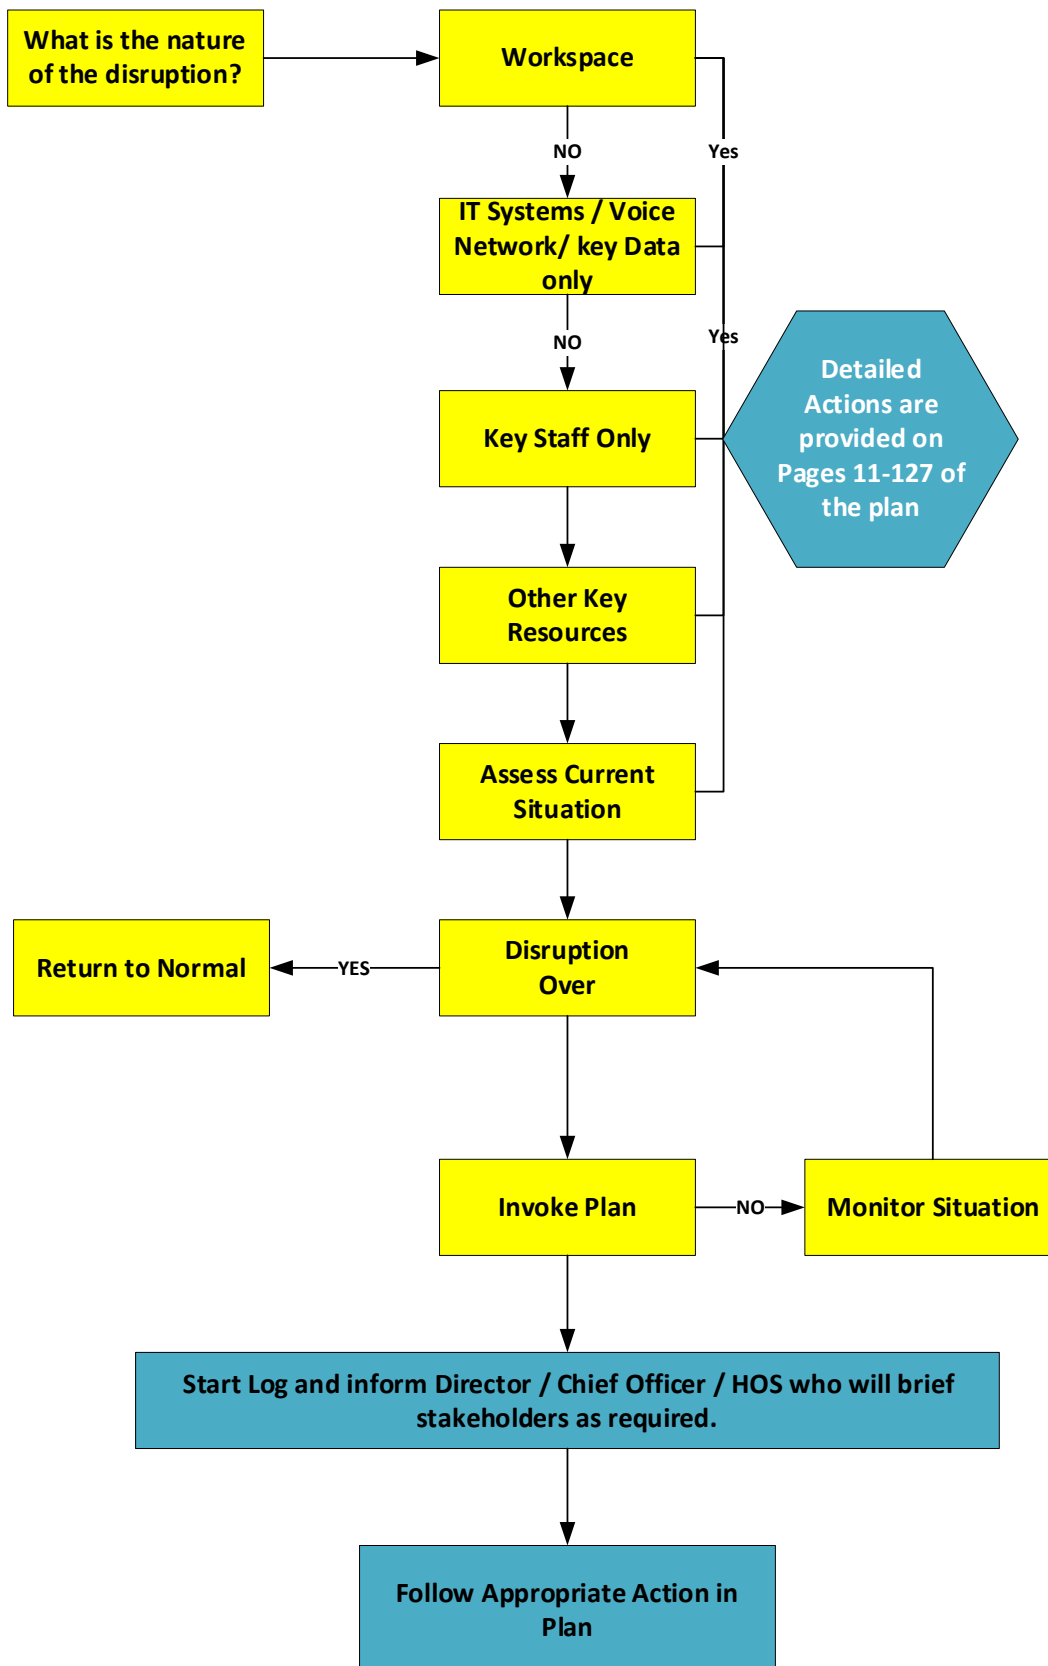 What is the nature
of the disruption?
Workspace
NO
Yes
IT Systems / Voice
Network/ key Data
only
NO
Yes
Detailed
Actions are
provided on
Pages 11-127 of
the plan
Key Staff Only
Other Key
Resources
Assess Current
Situation
Return to Normal
YES
Disruption
Over
Invoke Plan
NO
Monitor Situation
Start Log and inform Director / Chief Officer / HOS who will brief
stakeholders as required.
Follow Appropriate Action in
Plan